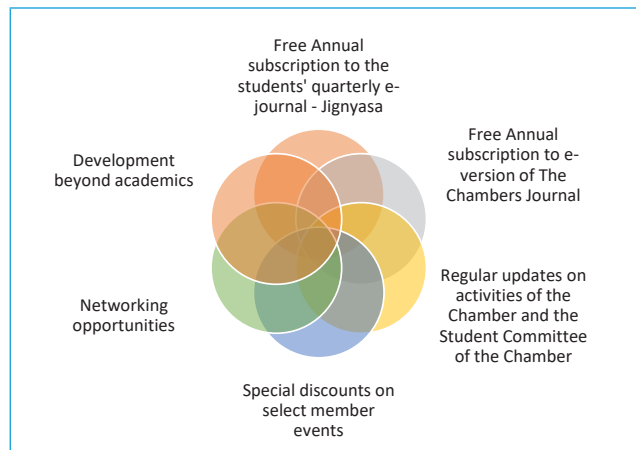 Free Annual
subscription to the
students' quarterly e-
journal - Jignyasa
Free Annual
subscription to e-
version of The
Chambers Journal
Regular updates on
activities of the
Chamber and the
Student Committee
of the Chamber
Special discounts on
select member
events
Networking
opportunities
Development
beyond academics